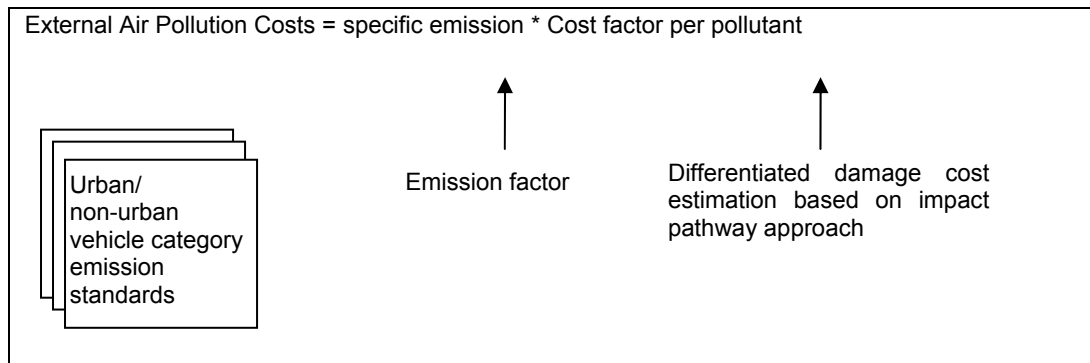 External Air Pollution Costs = specific emission * Cost factor per pollutant
Urban/
non-urban
vehicle category
emission
standards
Emission factor
Differentiated damage cost
estimation based on impact
pathway approach